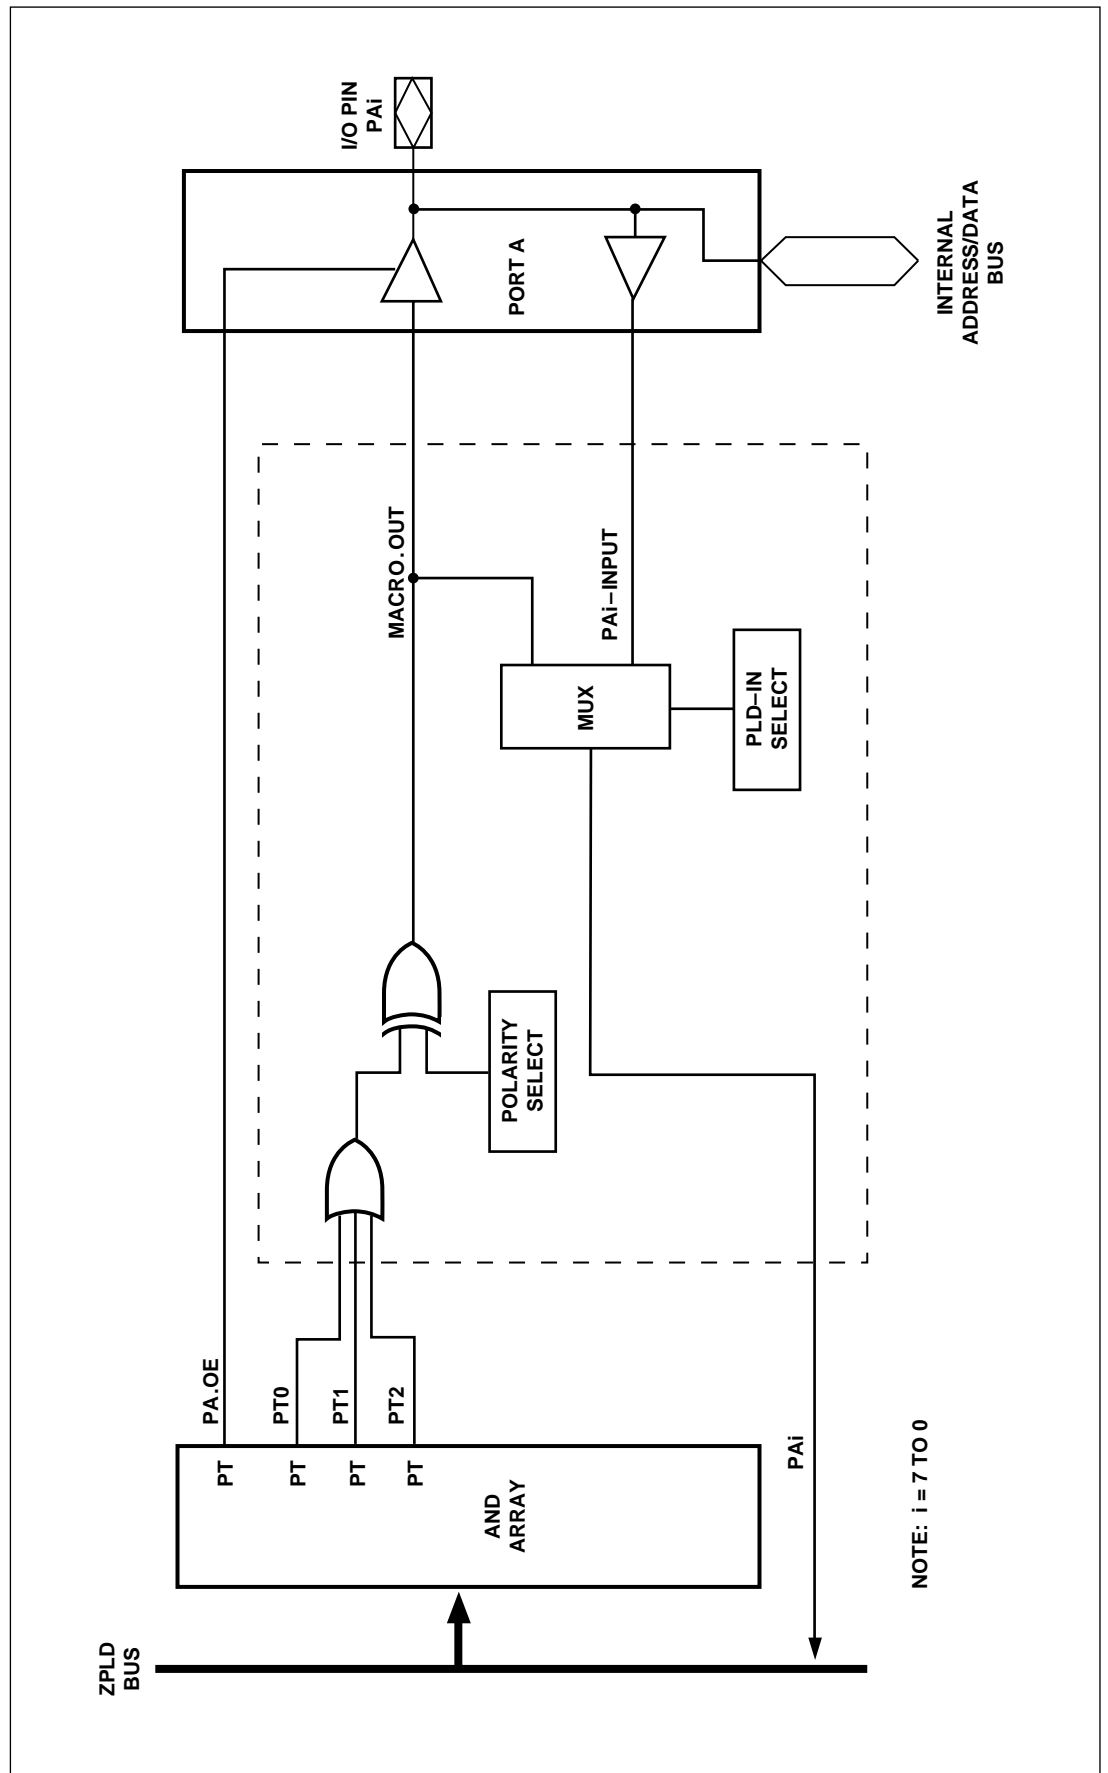 ZPLD
BUS
AND
ARRAY
PT
PT
PT
PT
PA.OE
PT0
PT1
PT2
POLARITY
SELECT
MACRO.OUT
MUX
PLD–IN
SELECT
PAi–INPUT
PORT A
I/O PIN
PAi
INTERNAL
ADDRESS/DATA
BUS
PAi
NOTE: i = 7 TO 0